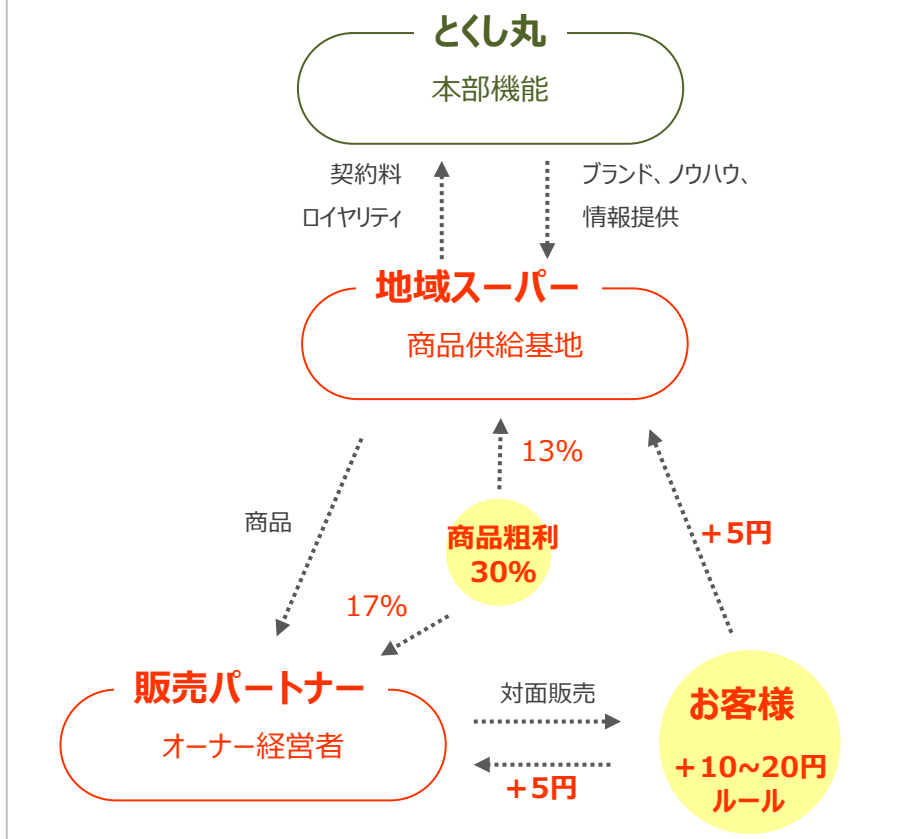 とくし丸
本部機能
契約料
ロイヤリティ
ブランド、ノウハウ、
情報提供
地域スーパー
商品供給基地
13%
商品
商品粗利
30%
+5円
17%
販売パートナー
オーナー経営者
対面販売
+5円
お客様
+10~20円
ルール